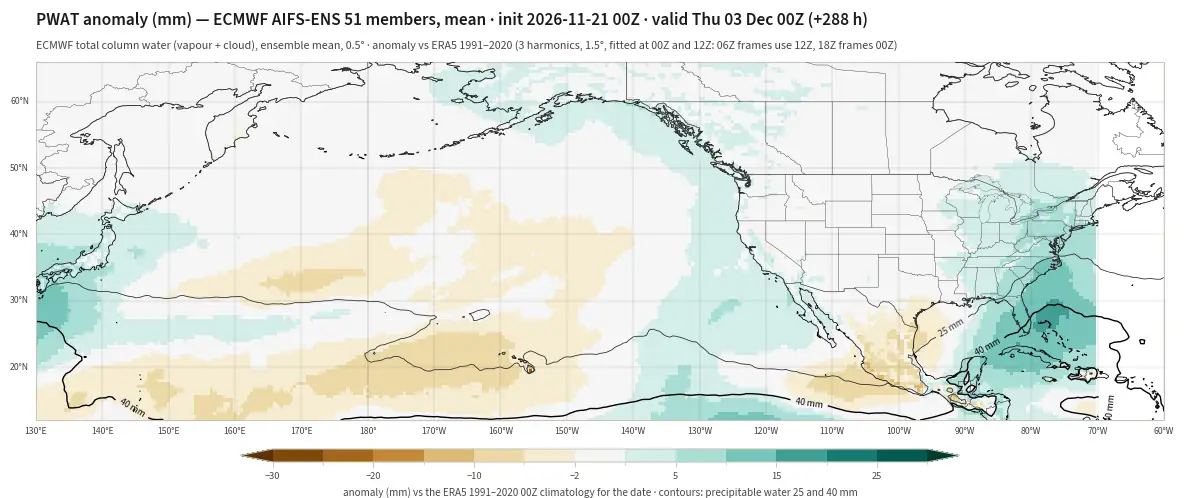 PWAT anomaly (mm) — ECMWF AIFS-ENS 51 members, mean · init 2026-11-21 00Z · valid Thu 03 Dec 00Z (+288 h)
ECMWF total column water (vapour + cloud), ensemble mean, 0.5° · anomaly vs ERA5 1991–2020 (3 harmonics, 1.5°, fitted at 00Z and 12Z: 06Z frames use 12Z, 18Z frames 00Z)
60°N
50°N
40°N
30°N
20°N
25 mm
40 mm
40 mm
40 mm
0 mm
130°E 140°E 150°E 160°E 170°E 180° 170°W 160°W 150°W 140°W 130°W 120°W 110°W 100°W 90°W 80°W 70°W 60°W
−30 −20 −10 −2 5 15 25
anomaly (mm) vs the ERA5 1991–2020 00Z climatology for the date · contours: precipitable water 25 and 40 mm